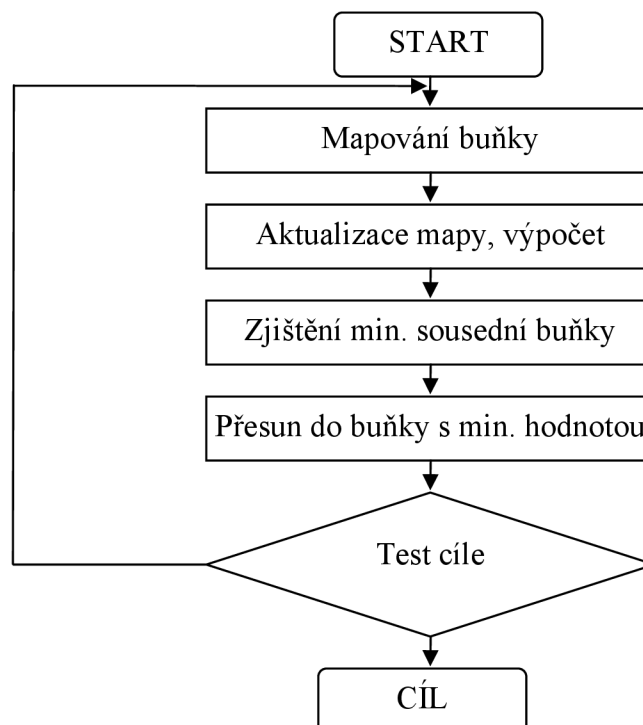 START
Mapování buňky
Aktualizace mapy, výpočet
Zjištění min. sousední buňky
Přesun do buňky s min. hodnotou
Test cíle
CÍL